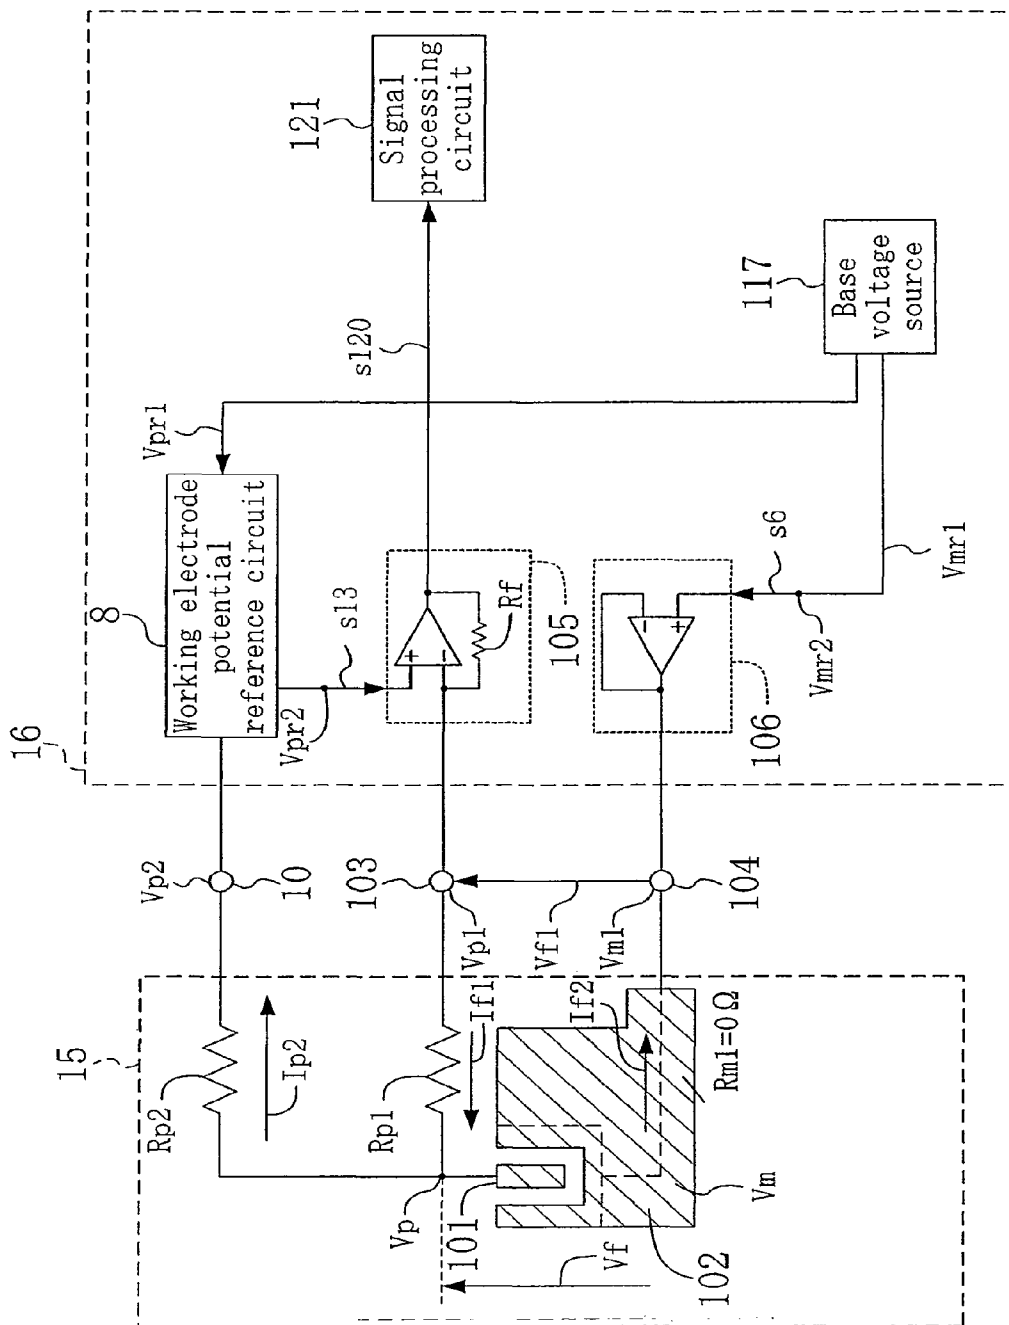 16
8
Working electrode
potential
reference circuit
Vpr1
121
Signal
processing
circuit
s120
Vpr2
s13
Rf
105
117
Base
voltage
source
106
s6
Vmr2
Vmr1
Vp2
10
103
Vp1
Vf1
Vm1
104
15
Rp2
Ip2
Rp1
If1
If2
Rm1=0Ω
Vp
101
Vf
102
Vm